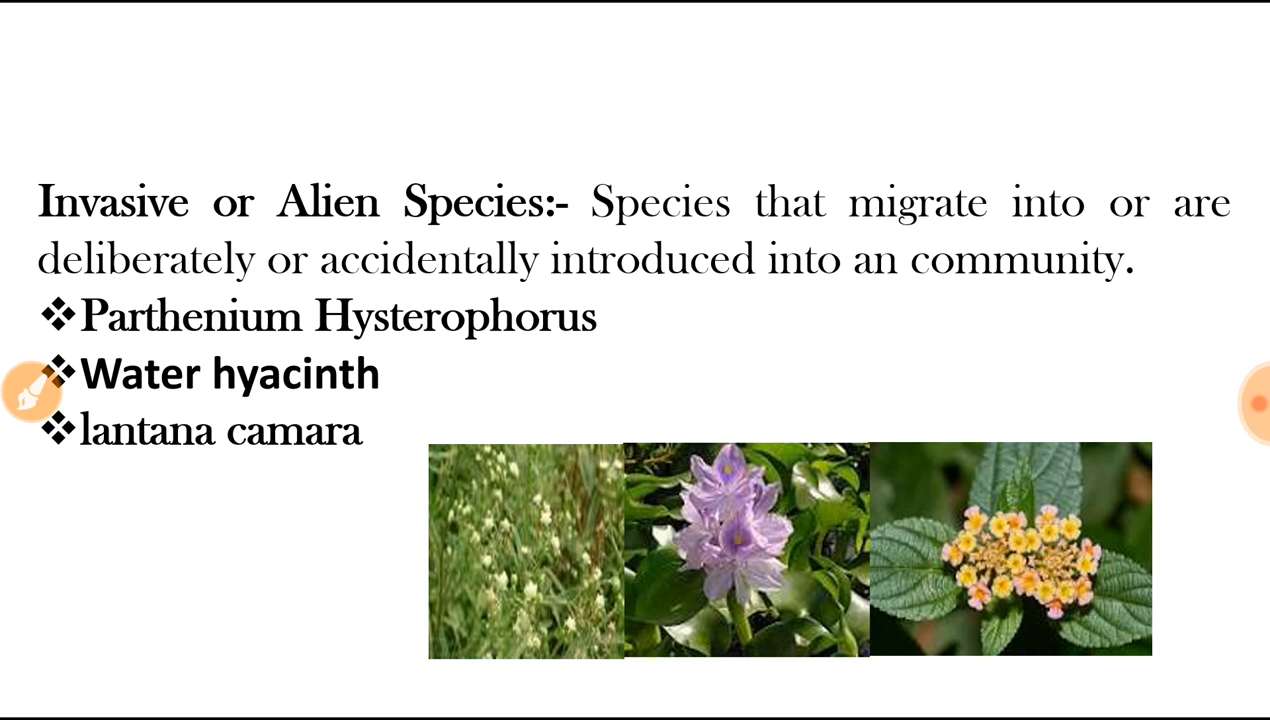 Invasive or Alien Species:- Species that migrate into or are
deliberately or accidentally introduced into an community.
❖Parthenium Hysterophorus
❖Water hyacinth
❖lantana camara